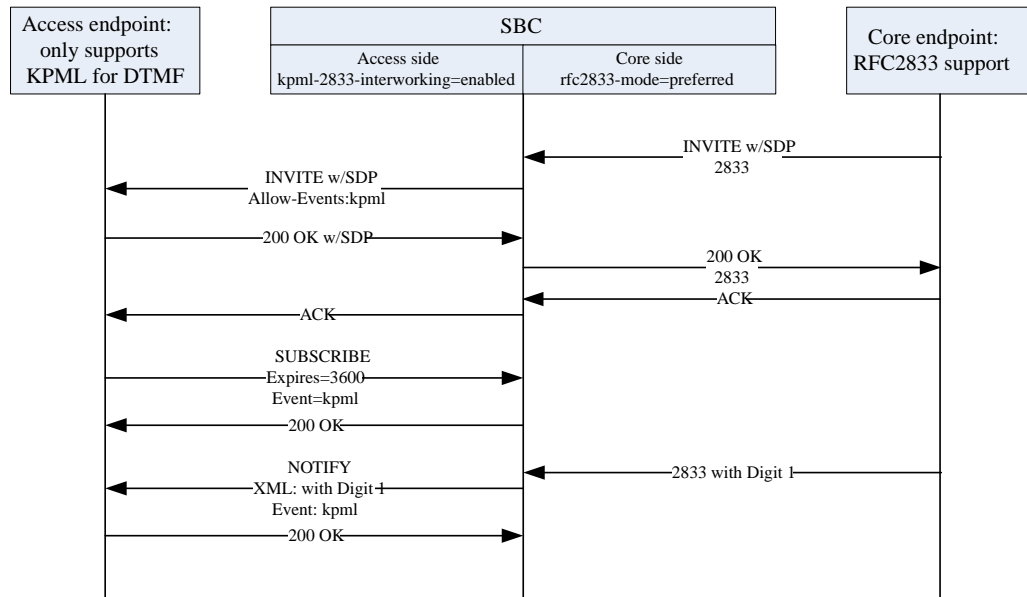 Access endpoint:
only supports
KPML for DTMF
SBC
Access side
kpml-2833-interworking=enabled
Core side
rfc2833-mode=preferred
Core endpoint:
RFC2833 support
INVITE w/SDP
2833
INVITE w/SDP
Allow-Events:kpml
200 OK w/SDP
200 OK
2833
ACK
ACK
SUBSCRIBE
Expires=3600
Event=kpml
200 OK
2833 with Digit 1
NOTIFY
XML: with Digit 1
Event: kpml
200 OK